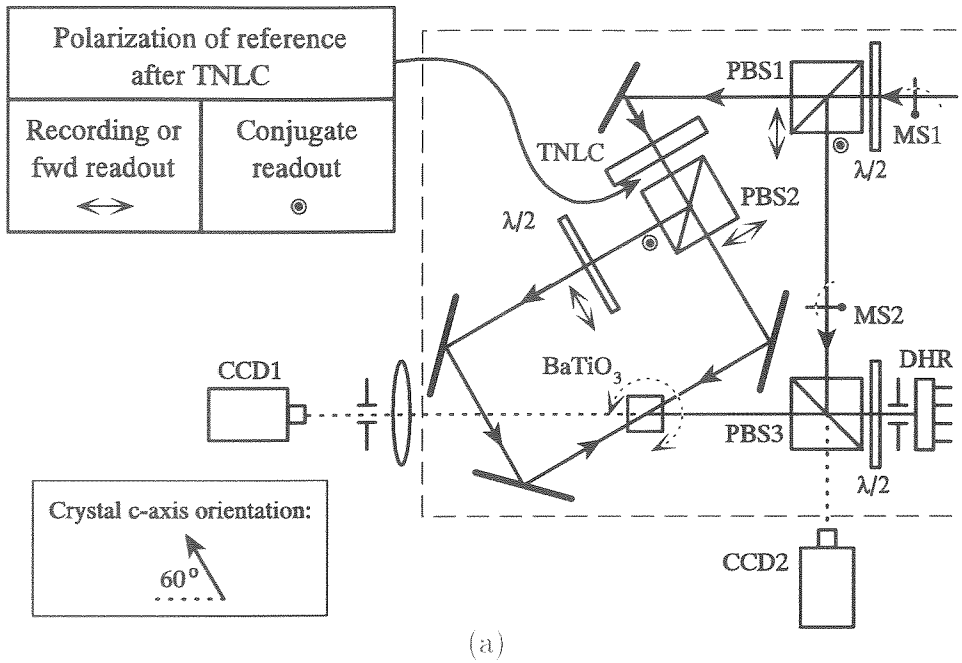 Polarization of reference
after TNLC
Recording or
fwd readout
Conjugate
readout
PBS1
MS1
λ/2
TNLC
PBS2
λ/2
MS2
BaTiO3
DHR
CCD1
PBS3
λ/2
Crystal c-axis orientation:
60°
CCD2
(a)